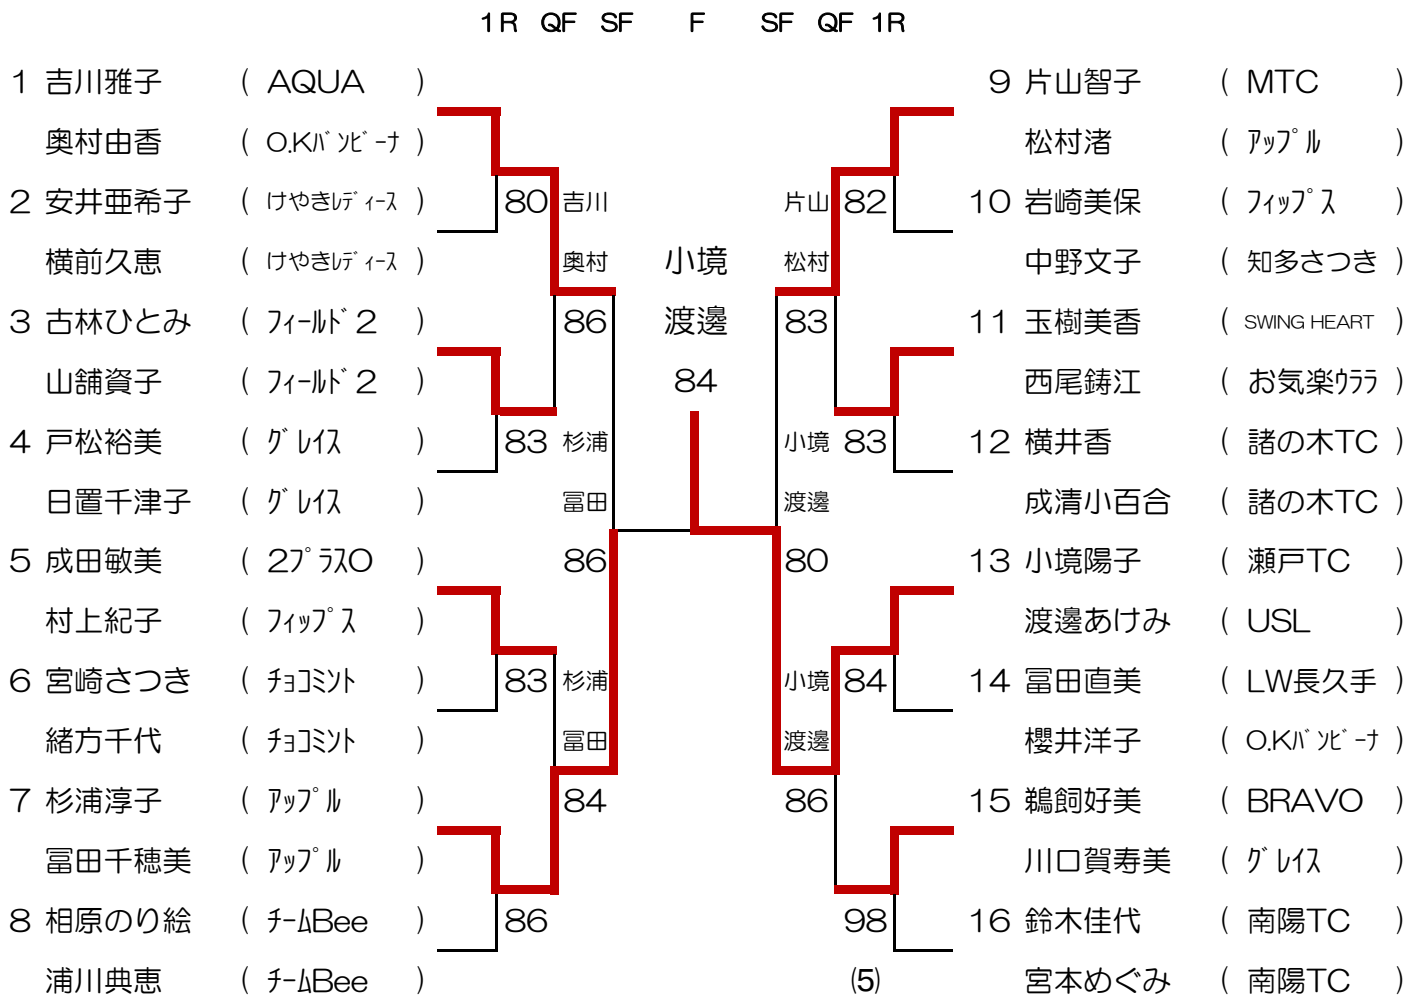 1R QF SF F SF QF 1R
1 吉川雅子 ( AQUA ) 9 片山智子 ( MTC )
奥村由香 ( O.Kﾊﾞﾝﾋﾞｰﾅ ) 松村渚 ( ｱｯﾌﾟﾙ )
2 安井亜希子 ( けやきﾚﾃﾞｨｰｽ ) 80 吉川 片山 82 10 岩崎美保 ( ﾌｨｯﾌﾟｽ )
横前久恵 ( けやきﾚﾃﾞｨｰｽ ) 奥村 小境 松村 中野文子 ( 知多さつき )
3 古林ひとみ ( ﾌｨｰﾙﾄﾞ2 ) 86 渡邊 83 11 玉樹美香 ( SWING HEART )
山舗資子 ( ﾌｨｰﾙﾄﾞ2 ) 84 西尾鋳江 ( お気楽ｳﾗﾗ )
4 戸松裕美 ( ｸﾞﾚｲｽ ) 83 杉浦 小境 83 12 横井香 ( 諸の木TC )
日置千津子 ( ｸﾞﾚｲｽ ) 冨田 渡邊 成清小百合 ( 諸の木TC )
5 成田敏美 ( 2ﾌﾟﾗｽO ) 86 80 13 小境陽子 ( 瀬戸TC )
村上紀子 ( ﾌｨｯﾌﾟｽ ) 渡邊あけみ ( USL )
6 宮崎さつき ( ﾁｮｺﾐﾝﾄ ) 83 杉浦 小境 84 14 冨田直美 ( LW長久手 )
緒方千代 ( ﾁｮｺﾐﾝﾄ ) 冨田 渡邊 櫻井洋子 ( O.Kﾊﾞﾝﾋﾞｰﾅ )
7 杉浦淳子 ( ｱｯﾌﾟﾙ ) 84 86 15 鵜飼好美 ( BRAVO )
冨田千穂美 ( ｱｯﾌﾟﾙ ) 川口賀寿美 ( ｸﾞﾚｲｽ )
8 相原のり絵 ( ﾁｰﾑBee ) 86 98 16 鈴木佳代 ( 南陽TC )
浦川典恵 ( ﾁｰﾑBee ) (5) 宮本めぐみ ( 南陽TC )